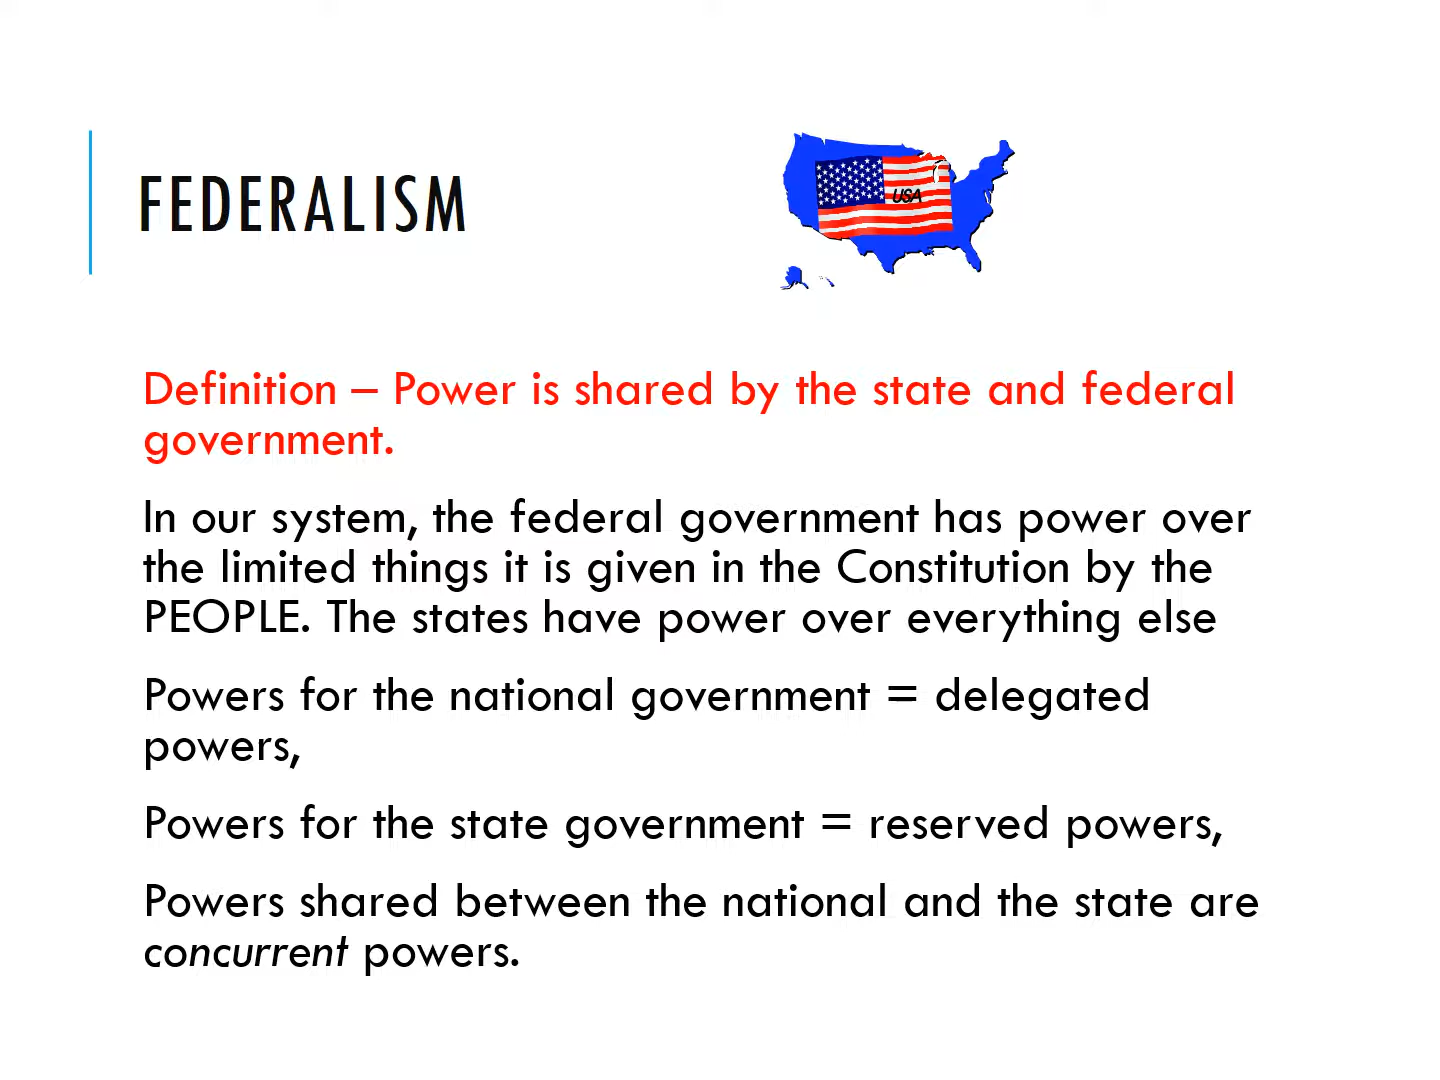 FEDERALISM
USA
Definition – Power is shared by the state and federal
government.
In our system, the federal government has power over
the limited things it is given in the Constitution by the
PEOPLE. The states have power over everything else
Powers for the national government = delegated
powers,
Powers for the state government = reserved powers,
Powers shared between the national and the state are
concurrent powers.